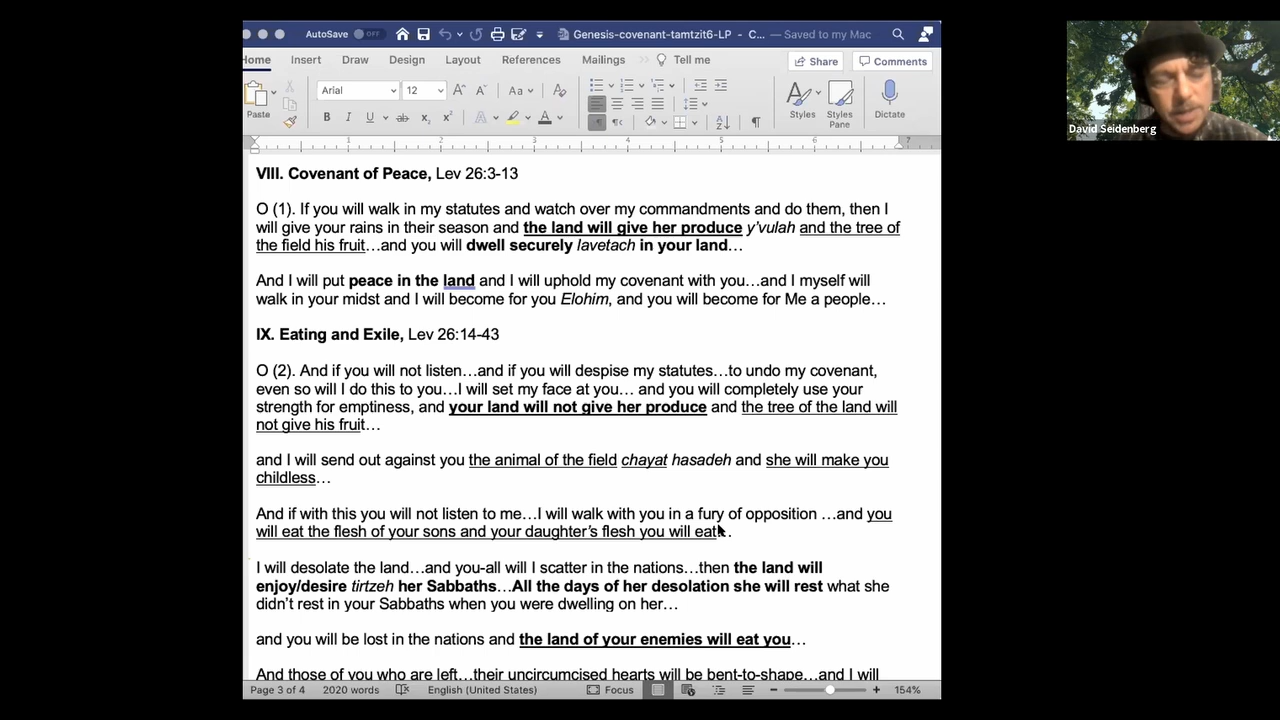 AutoSave OFF Genesis-covenant-tamtzit6-LP - C... — Saved to my Mac
Home Insert Draw Design Layout References Mailings >> Tell me Share Comments
Paste Arial 12 A^ Aˇ Aa A
B I U ab x₂ x² A A Styles Styles Pane Dictate
1 2 3 4 5 6 7
VIII. Covenant of Peace, Lev 26:3-13
O (1). If you will walk in my statutes and watch over my commandments and do them, then I
will give your rains in their season and the land will give her produce y'vulah and the tree of
the field his fruit…and you will dwell securely lavetach in your land…
And I will put peace in the land and I will uphold my covenant with you…and I myself will
walk in your midst and I will become for you Elohim, and you will become for Me a people…
IX. Eating and Exile, Lev 26:14-43
O (2). And if you will not listen…and if you will despise my statutes…to undo my covenant,
even so will I do this to you…I will set my face at you… and you will completely use your
strength for emptiness, and your land will not give her produce and the tree of the land will
not give his fruit…
and I will send out against you the animal of the field chayat hasadeh and she will make you
childless…
And if with this you will not listen to me…I will walk with you in a fury of opposition …and you
will eat the flesh of your sons and your daughter's flesh you will eat…
I will desolate the land…and you-all will I scatter in the nations…then the land will
enjoy/desire tirtzeh her Sabbaths…All the days of her desolation she will rest what she
didn't rest in your Sabbaths when you were dwelling on her…
and you will be lost in the nations and the land of your enemies will eat you…
And those of you who are left…their uncircumcised hearts will be bent-to-shape…and I will
Page 3 of 4 2020 words English (United States) Focus 154%
David Seidenberg